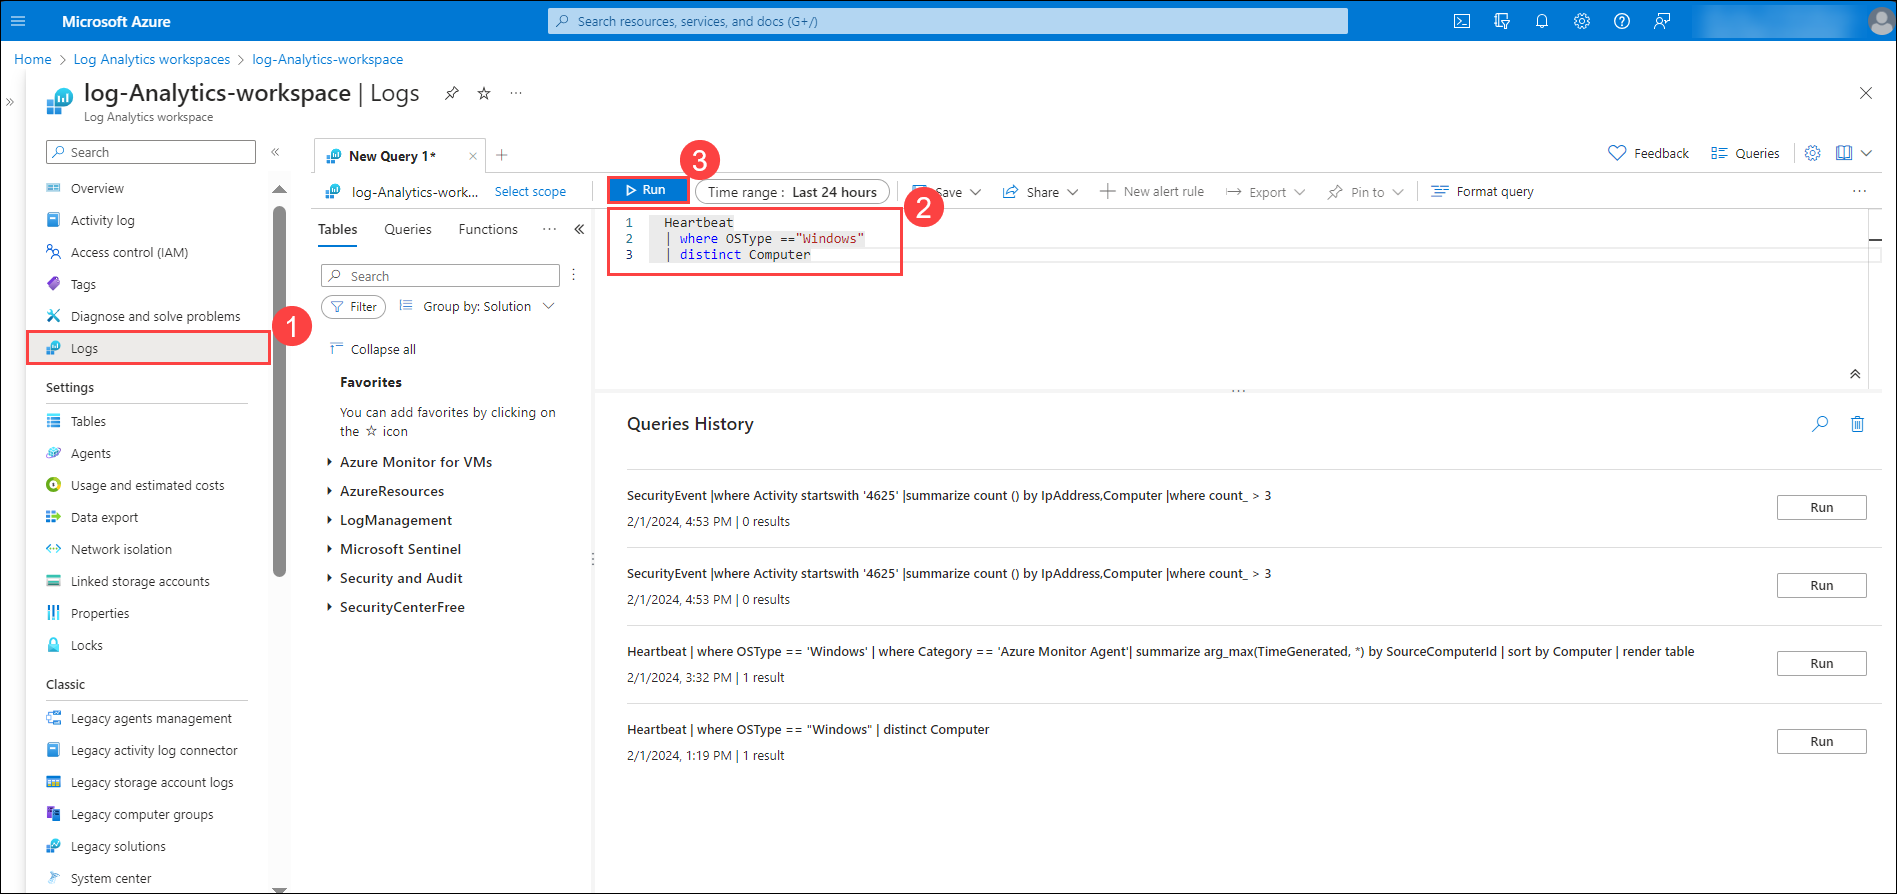 Microsoft Azure
Search resources, services, and docs (G+/)
Home > Log Analytics workspaces > log-Analytics-workspace
log-Analytics-workspace | Logs
Log Analytics workspace
Search
Overview
Activity log
Access control (IAM)
Tags
Diagnose and solve problems
Logs
1
Settings
Tables
Agents
Usage and estimated costs
Data export
Network isolation
Linked storage accounts
Properties
Locks
Classic
Legacy agents management
Legacy activity log connector
Legacy storage account logs
Legacy computer groups
Legacy solutions
System center
New Query 1*
Feedback
Queries
log-Analytics-work...
Select scope
Run
3
Time range : Last 24 hours
Save
Share
New alert rule
Export
Pin to
Format query
Tables
Queries
Functions
Search
Filter
Group by: Solution
Collapse all
Favorites
You can add favorites by clicking on
the ☆ icon
Azure Monitor for VMs
AzureResources
LogManagement
Microsoft Sentinel
Security and Audit
SecurityCenterFree
2
1 Heartbeat
2 | where OSType =="Windows"
3 | distinct Computer
Queries History
SecurityEvent |where Activity startswith '4625' |summarize count () by IpAddress,Computer |where count_ > 3
2/1/2024, 4:53 PM | 0 results
Run
SecurityEvent |where Activity startswith '4625' |summarize count () by IpAddress,Computer |where count_ > 3
2/1/2024, 4:53 PM | 0 results
Run
Heartbeat | where OSType == 'Windows' | where Category == 'Azure Monitor Agent'| summarize arg_max(TimeGenerated, *) by SourceComputerId | sort by Computer | render table
2/1/2024, 3:32 PM | 1 result
Run
Heartbeat | where OSType == "Windows" | distinct Computer
2/1/2024, 1:19 PM | 1 result
Run